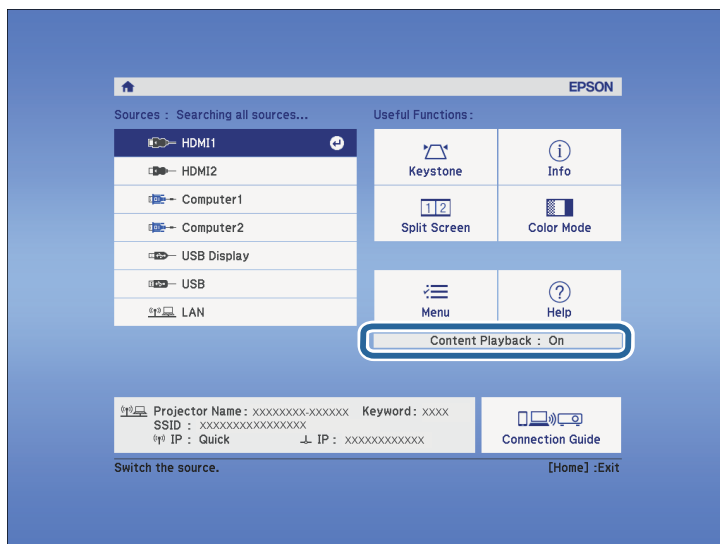 EPSON
Sources : Searching all sources...
HDMI1
HDMI2
Computer1
Computer2
USB Display
USB
LAN
Useful Functions :
Keystone
Info
1 2
Split Screen
Color Mode
Menu
Help
Content Playback : On
Projector Name : XXXXXXXX-XXXXXX Keyword : XXXX
SSID : XXXXXXXXXXXXXXXX
IP : Quick IP : XXXXXXXXXXXX
Connection Guide
Switch the source.
[Home] :Exit